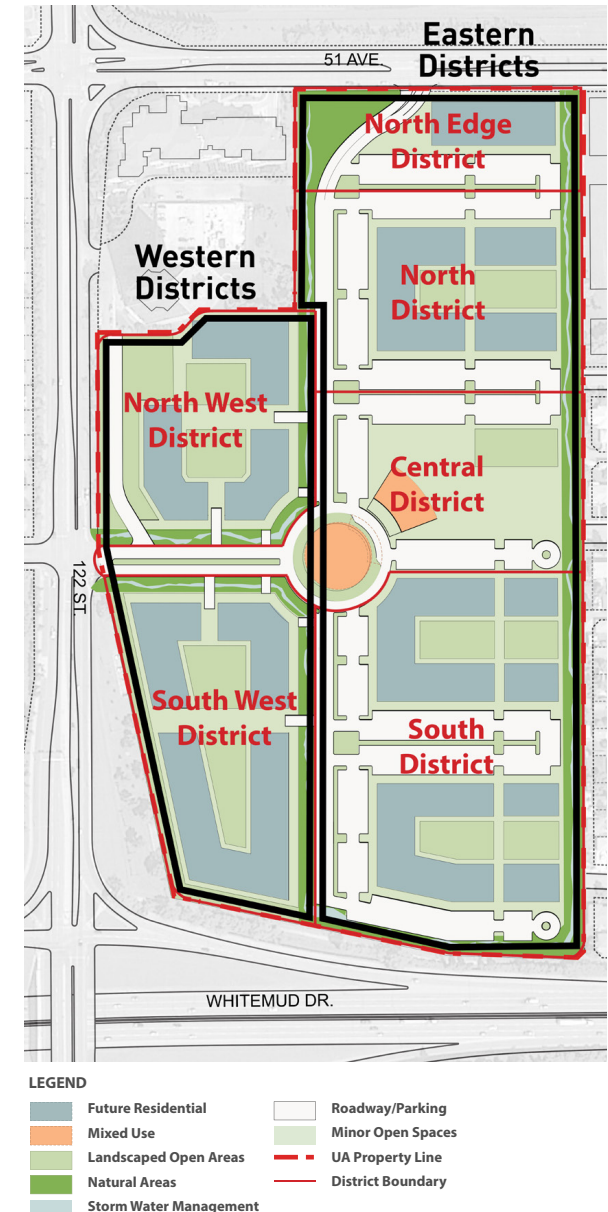 Eastern
Districts
51 AVE.
North Edge
District
Western
Districts
North
District
North West
District
Central
District
122 ST.
South West
District
South
District
WHITEMUD DR.
LEGEND
Future Residential
Mixed Use
Landscaped Open Areas
Natural Areas
Storm Water Management
Roadway/Parking
Minor Open Spaces
UA Property Line
District Boundary